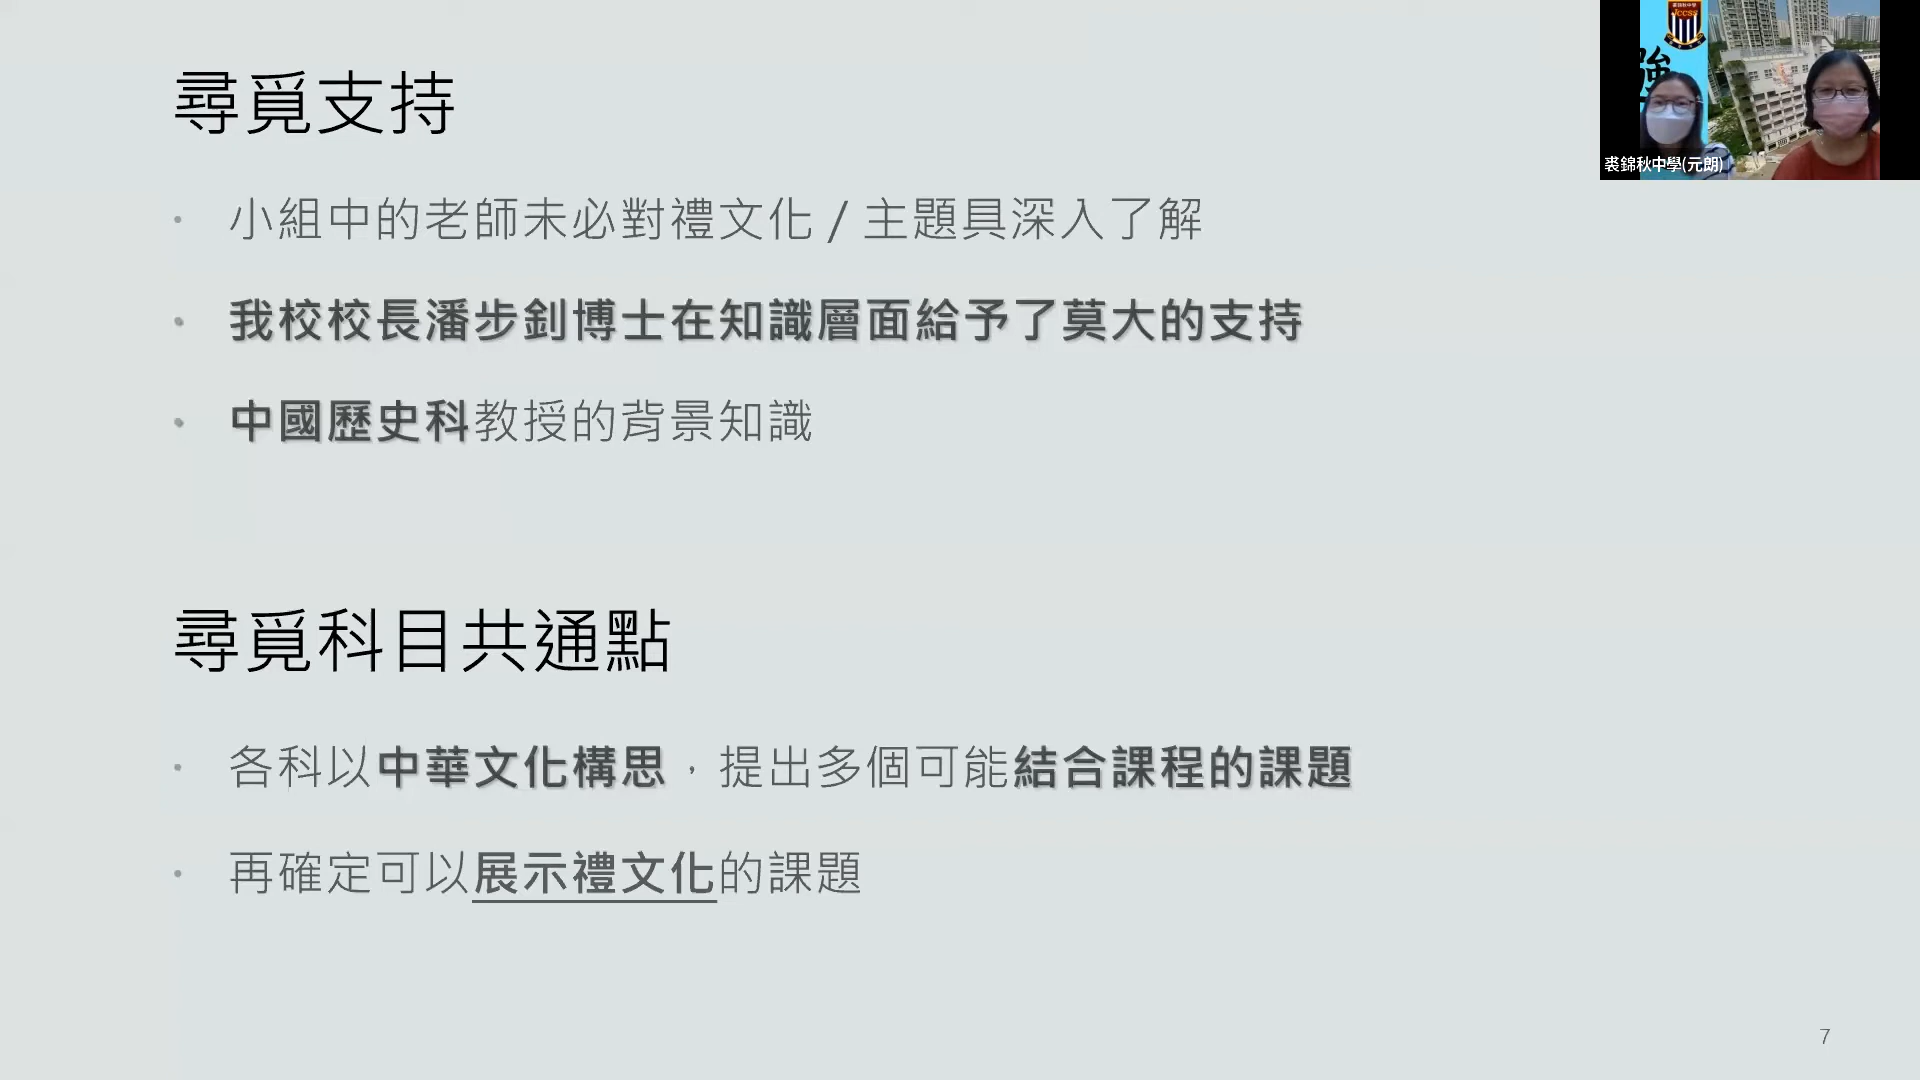 尋覓支持
• 小組中的老師未必對禮文化 / 主題具深入了解
• 我校校長潘步釗博士在知識層面給予了莫大的支持
• 中國歷史科教授的背景知識
尋覓科目共通點
• 各科以中華文化構思，提出多個可能結合課程的課題
• 再確定可以展示禮文化的課題
7
JCCSS
強
裘錦秋中學(元朗)